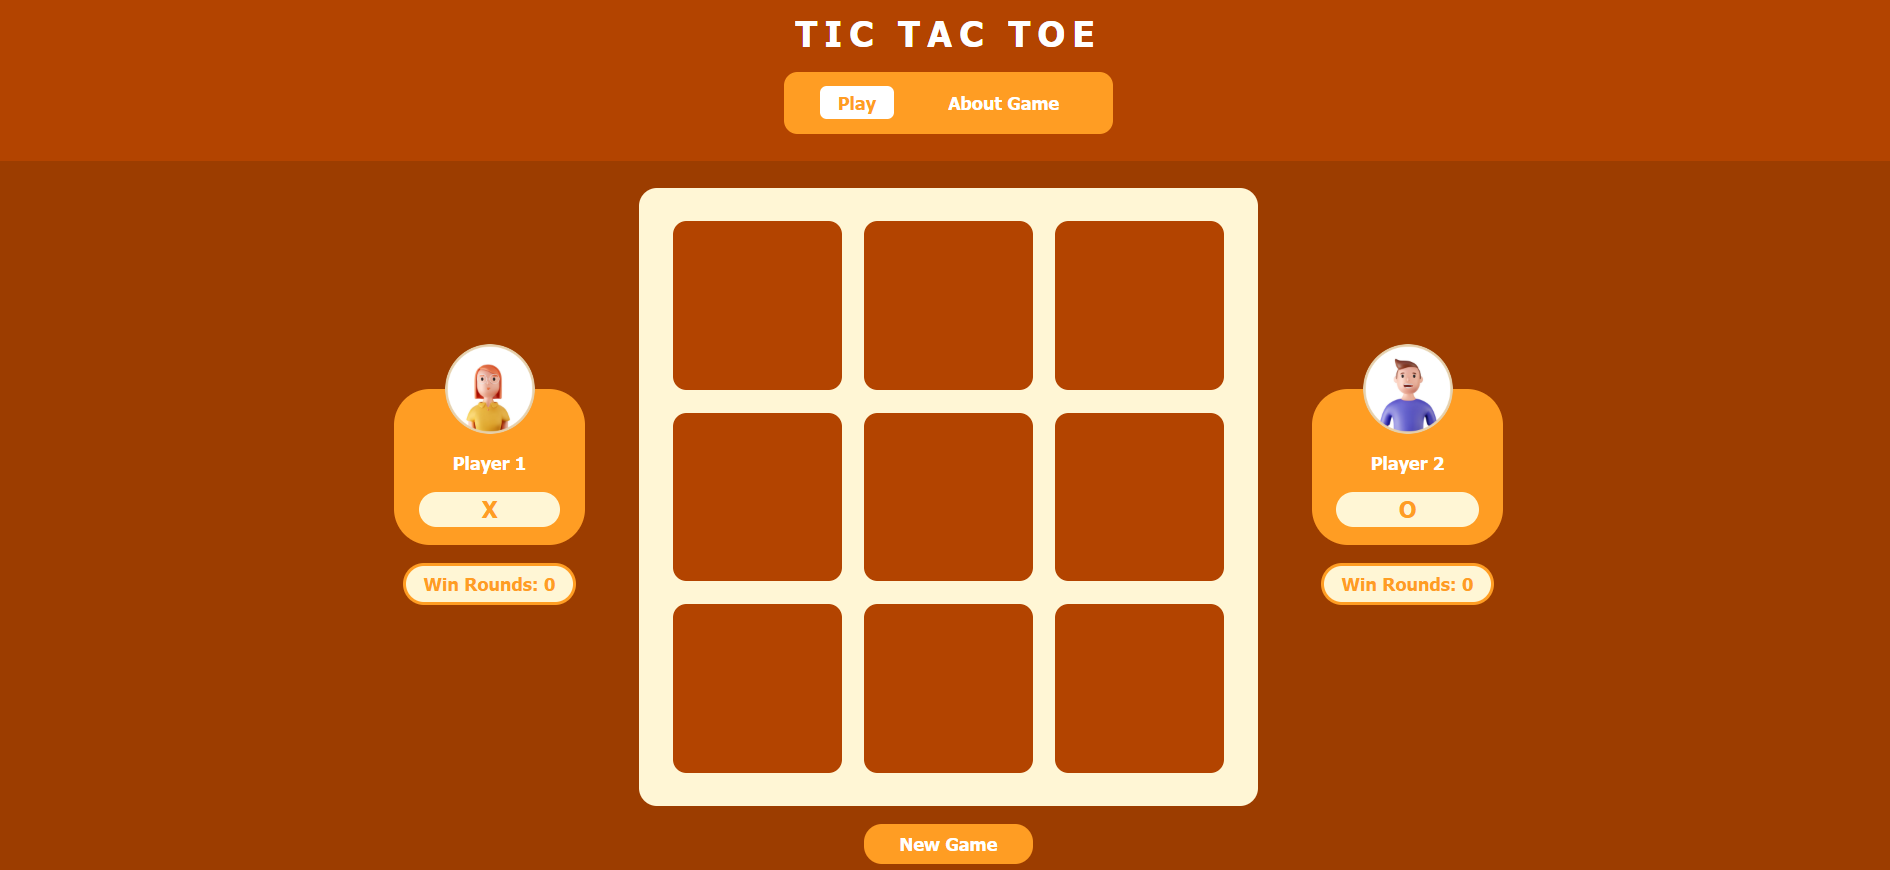 TIC TAC TOE
Play
About Game
Player 1
X
Win Rounds: 0
Player 2
O
Win Rounds: 0
New Game